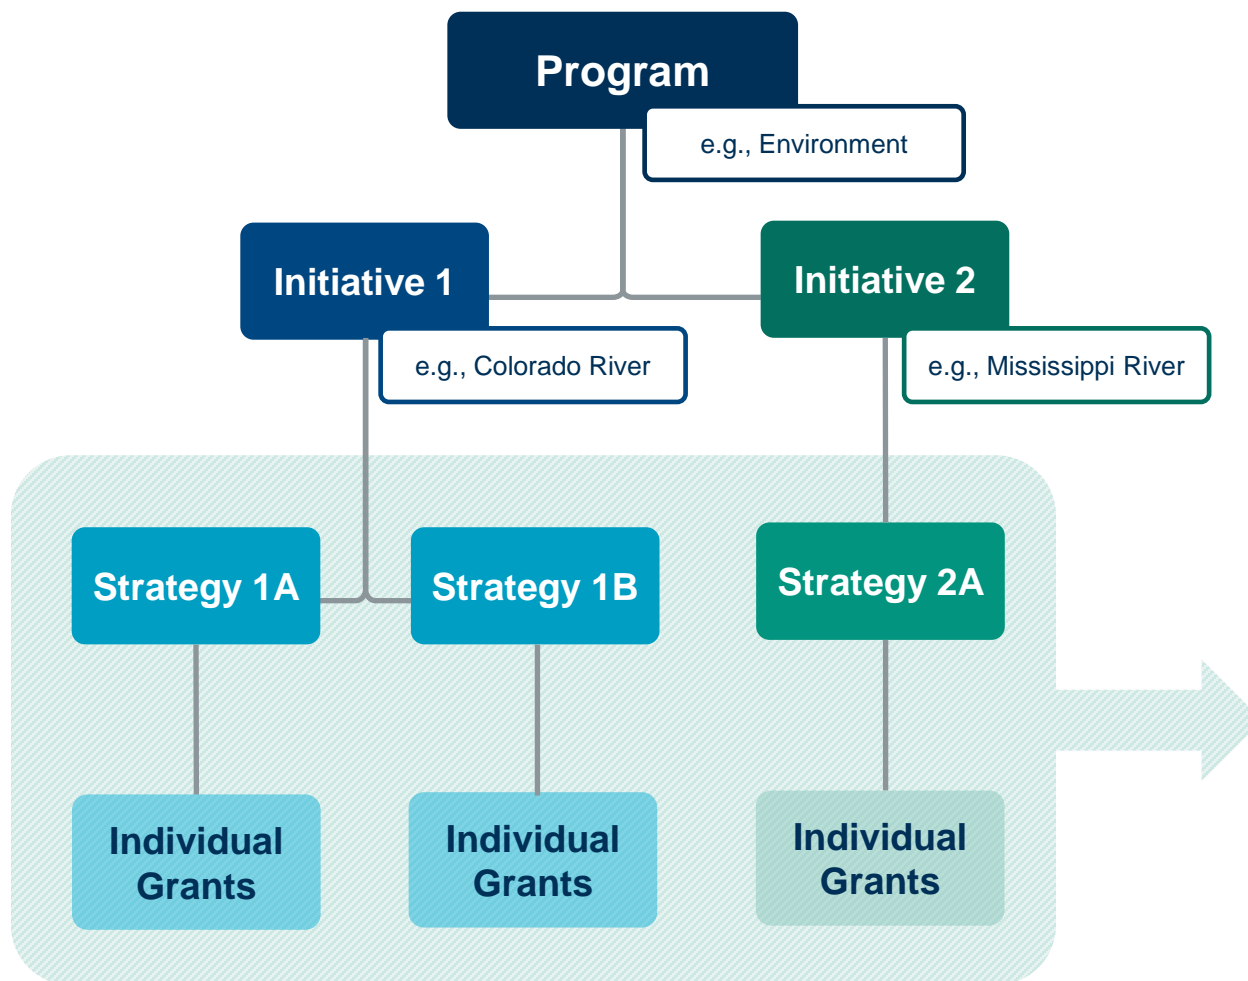 Program
e.g., Environment
Initiative 1
Initiative 2
e.g., Colorado River
e.g., Mississippi River
Strategy 1A
Strategy 1B
Strategy 2A
Individual
Grants
Individual
Grants
Individual
Grants